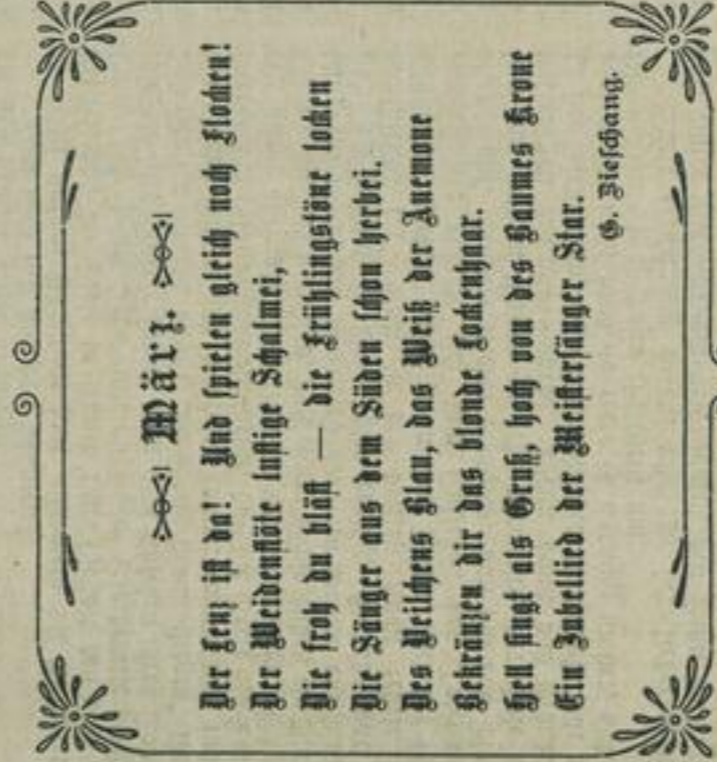 März.
Der Lenz ist da! Und spielen gleich noch Flocken!
Der Weidenflöte lustige Schalmei,
Die froh du bläst — die Frühlingstöne locken
Die Sänger aus dem Süden schon herbei.
Des Veilchens Blau, das Weiß der Anemone
Bekränzen dir das blonde Lockenhaar.
Hell singt als Gruß, hoch von des Baumes Krone
Ein Jubellied der Meistersänger Star.
G. Zieschang.